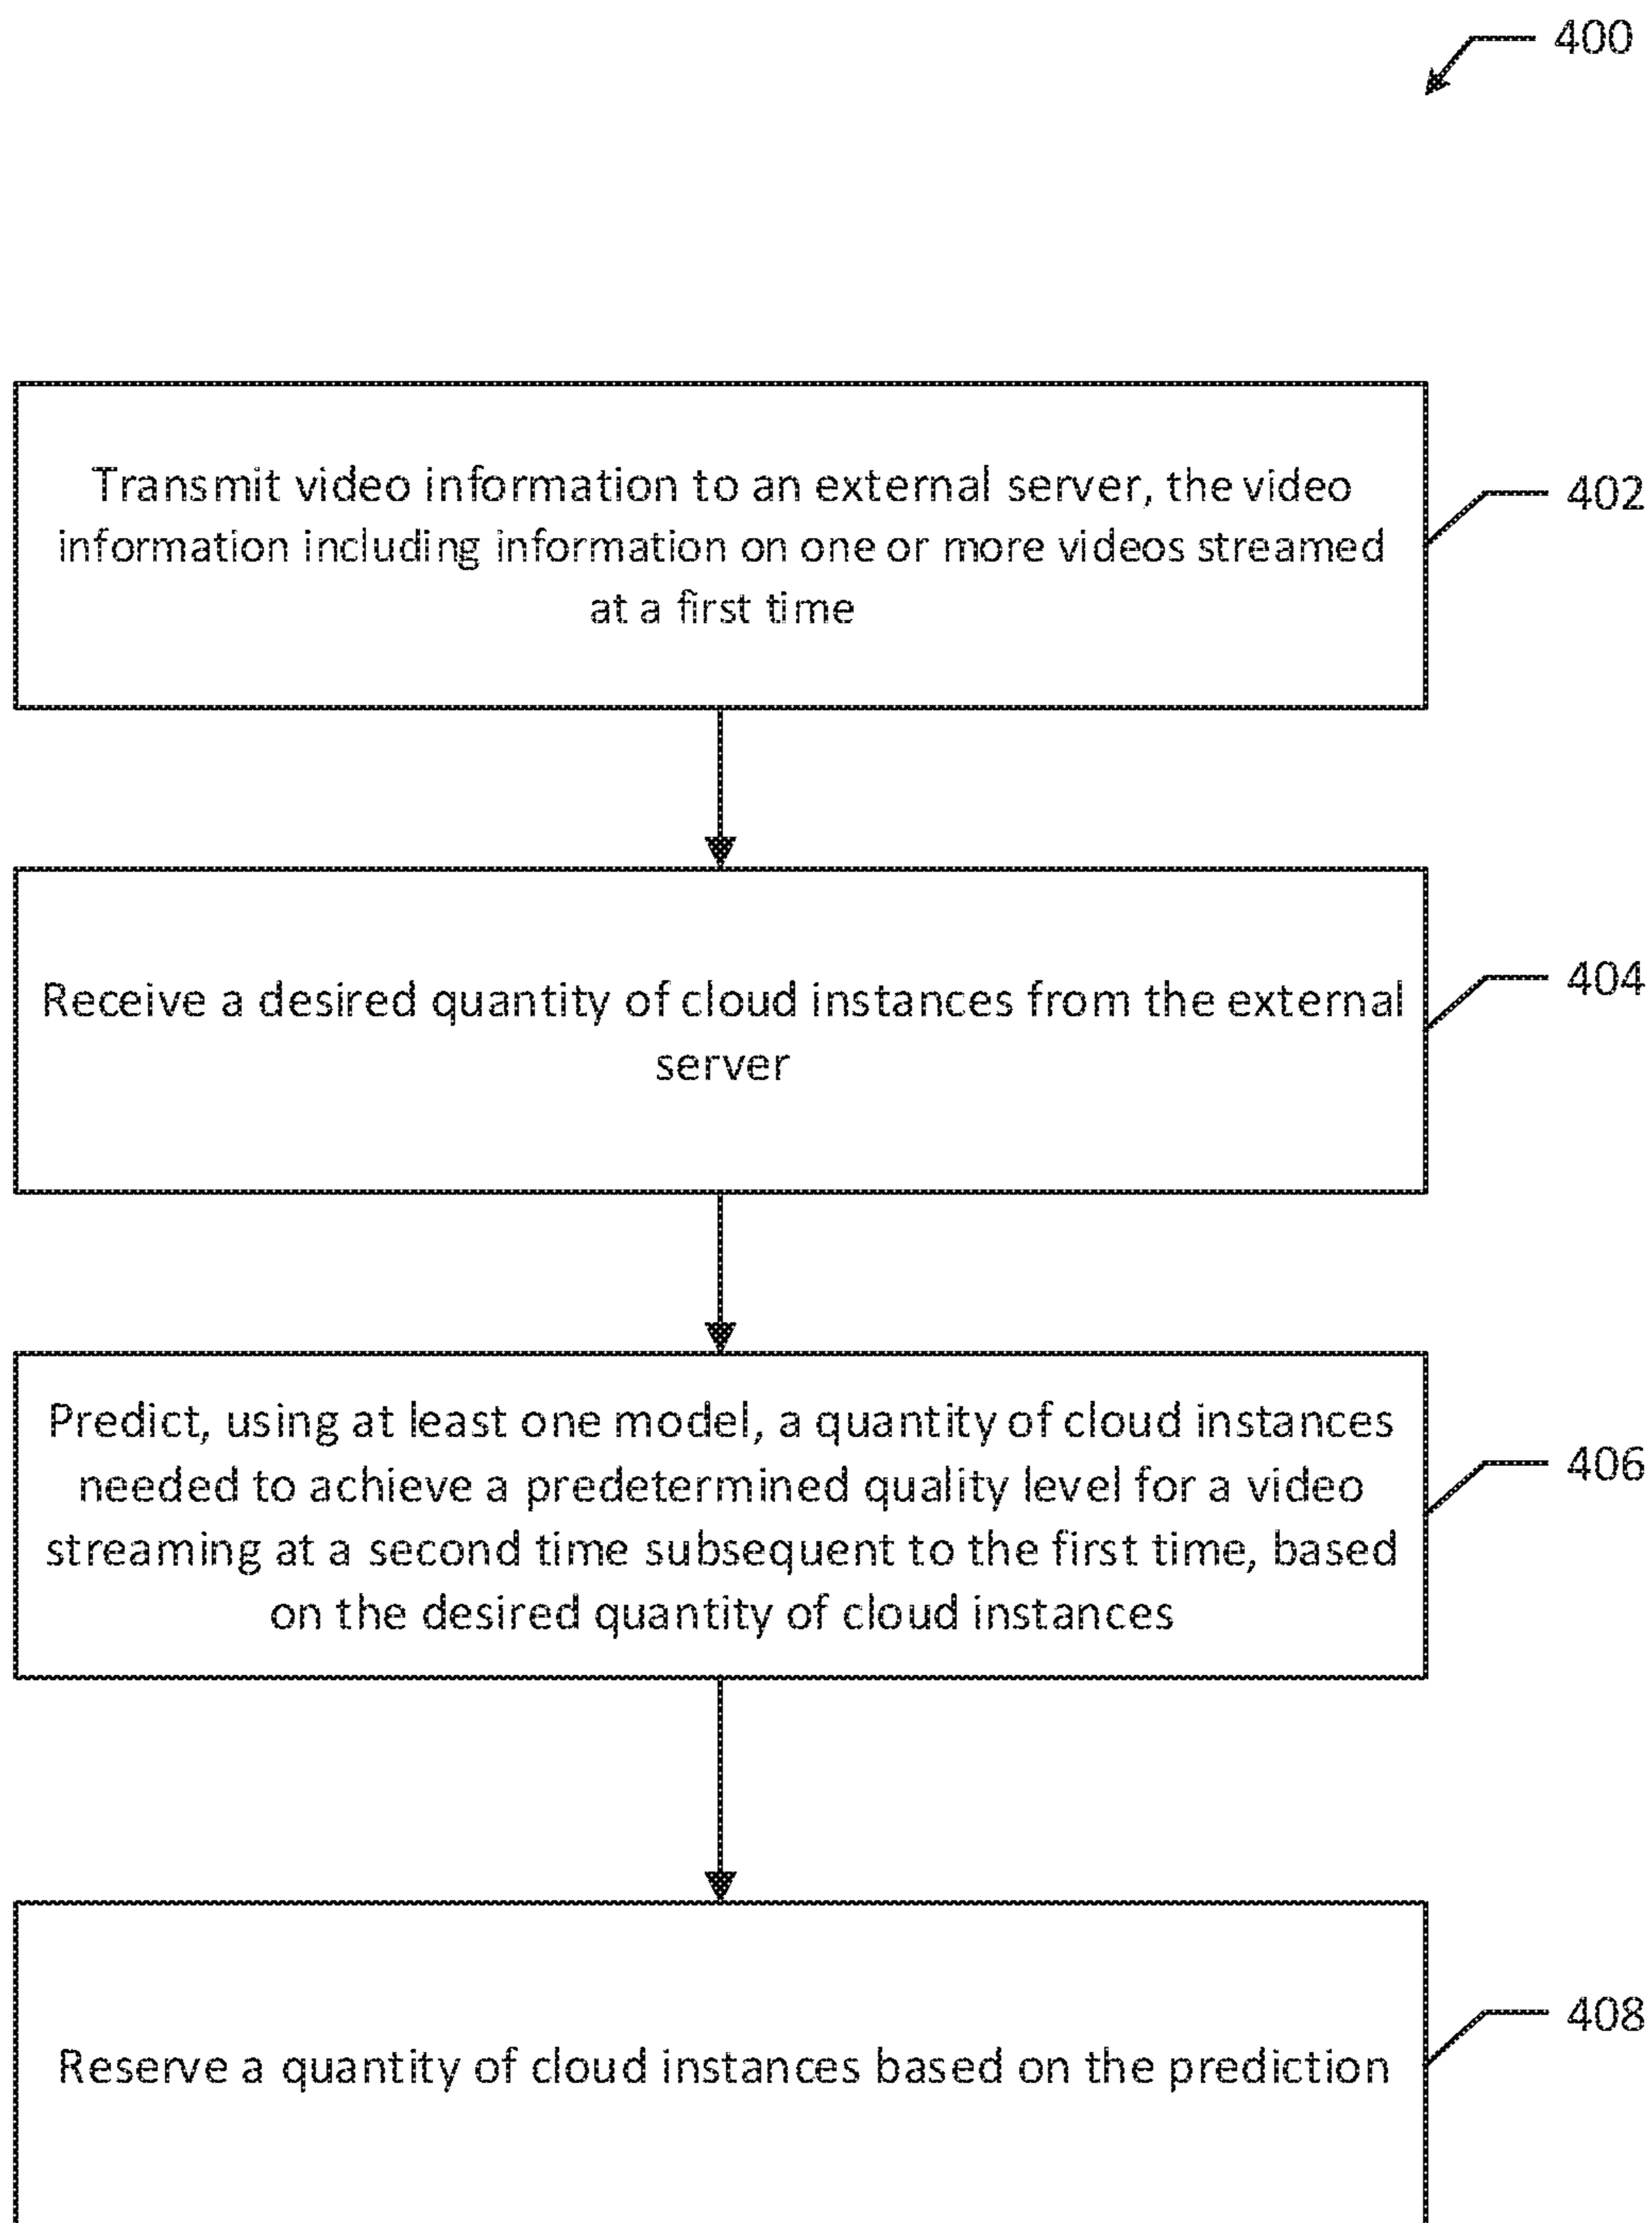 400
Transmit video information to an external server, the video
information including information on one or more videos streamed
at a first time
402
Receive a desired quantity of cloud instances from the external
server
404
Predict, using at least one model, a quantity of cloud instances
needed to achieve a predetermined quality level for a video
streaming at a second time subsequent to the first time, based
on the desired quantity of cloud instances
406
Reserve a quantity of cloud instances based on the prediction
408